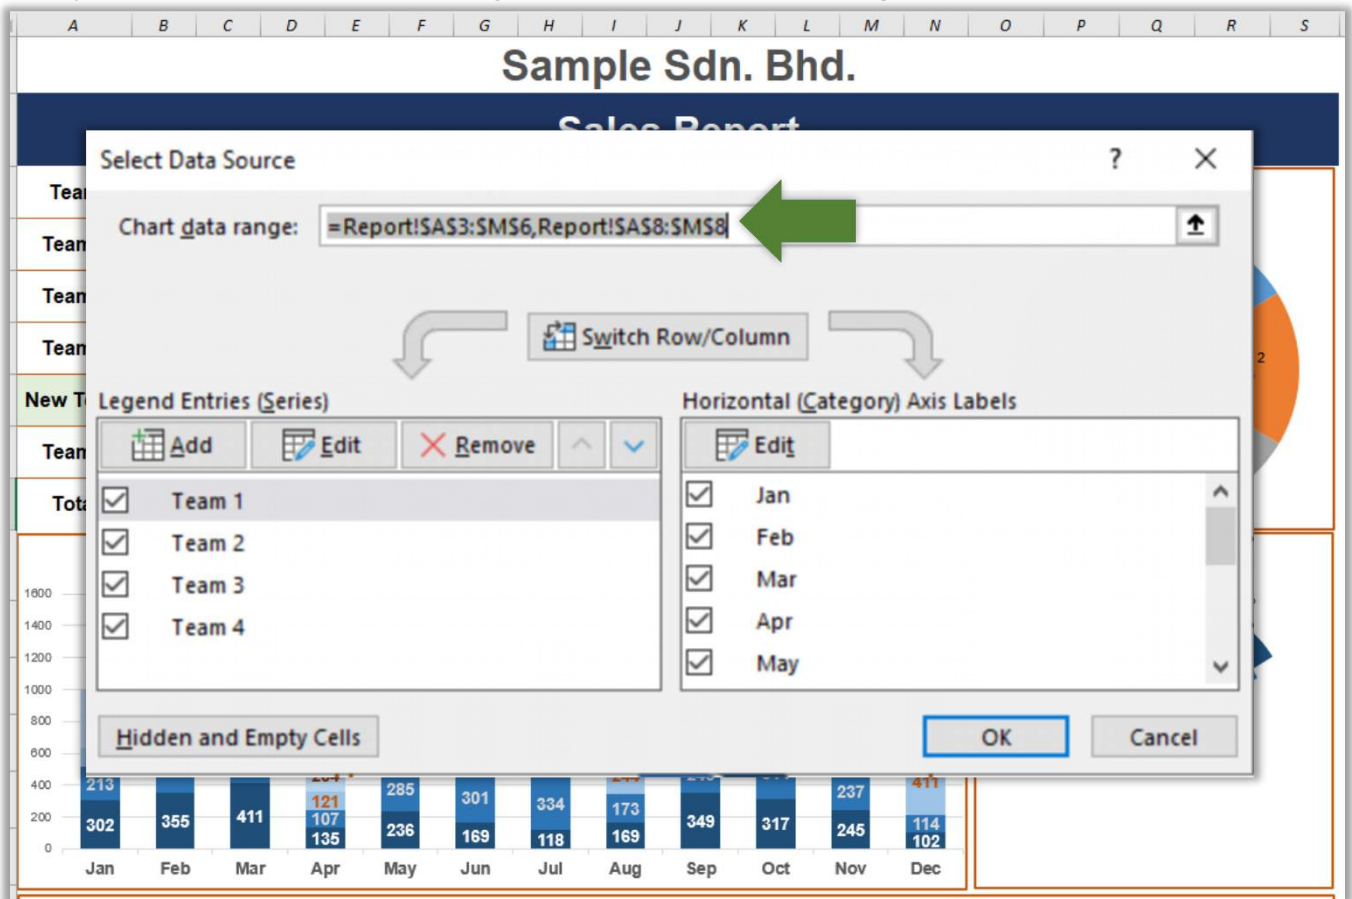 A B C D E F G H I J K L M N O P Q R S
Sample Sdn. Bhd.
Sales Report
Select Data Source ? ×
Chart data range: =Report!$A$3:$M$6,Report!$A$8:$M$8
Switch Row/Column
Legend Entries (Series)
Horizontal (Category) Axis Labels
Add Edit Remove
Edit
Team 1
Team 2
Team 3
Team 4
Jan
Feb
Mar
Apr
May
Hidden and Empty Cells
OK Cancel
New
2
1600
1400
1200
1000
800
600
400
200
0
213 285 301 334 237 411
121
107 173 114
302 355 411 135 236 169 118 169 349 317 245 102
Jan Feb Mar Apr May Jun Jul Aug Sep Oct Nov Dec